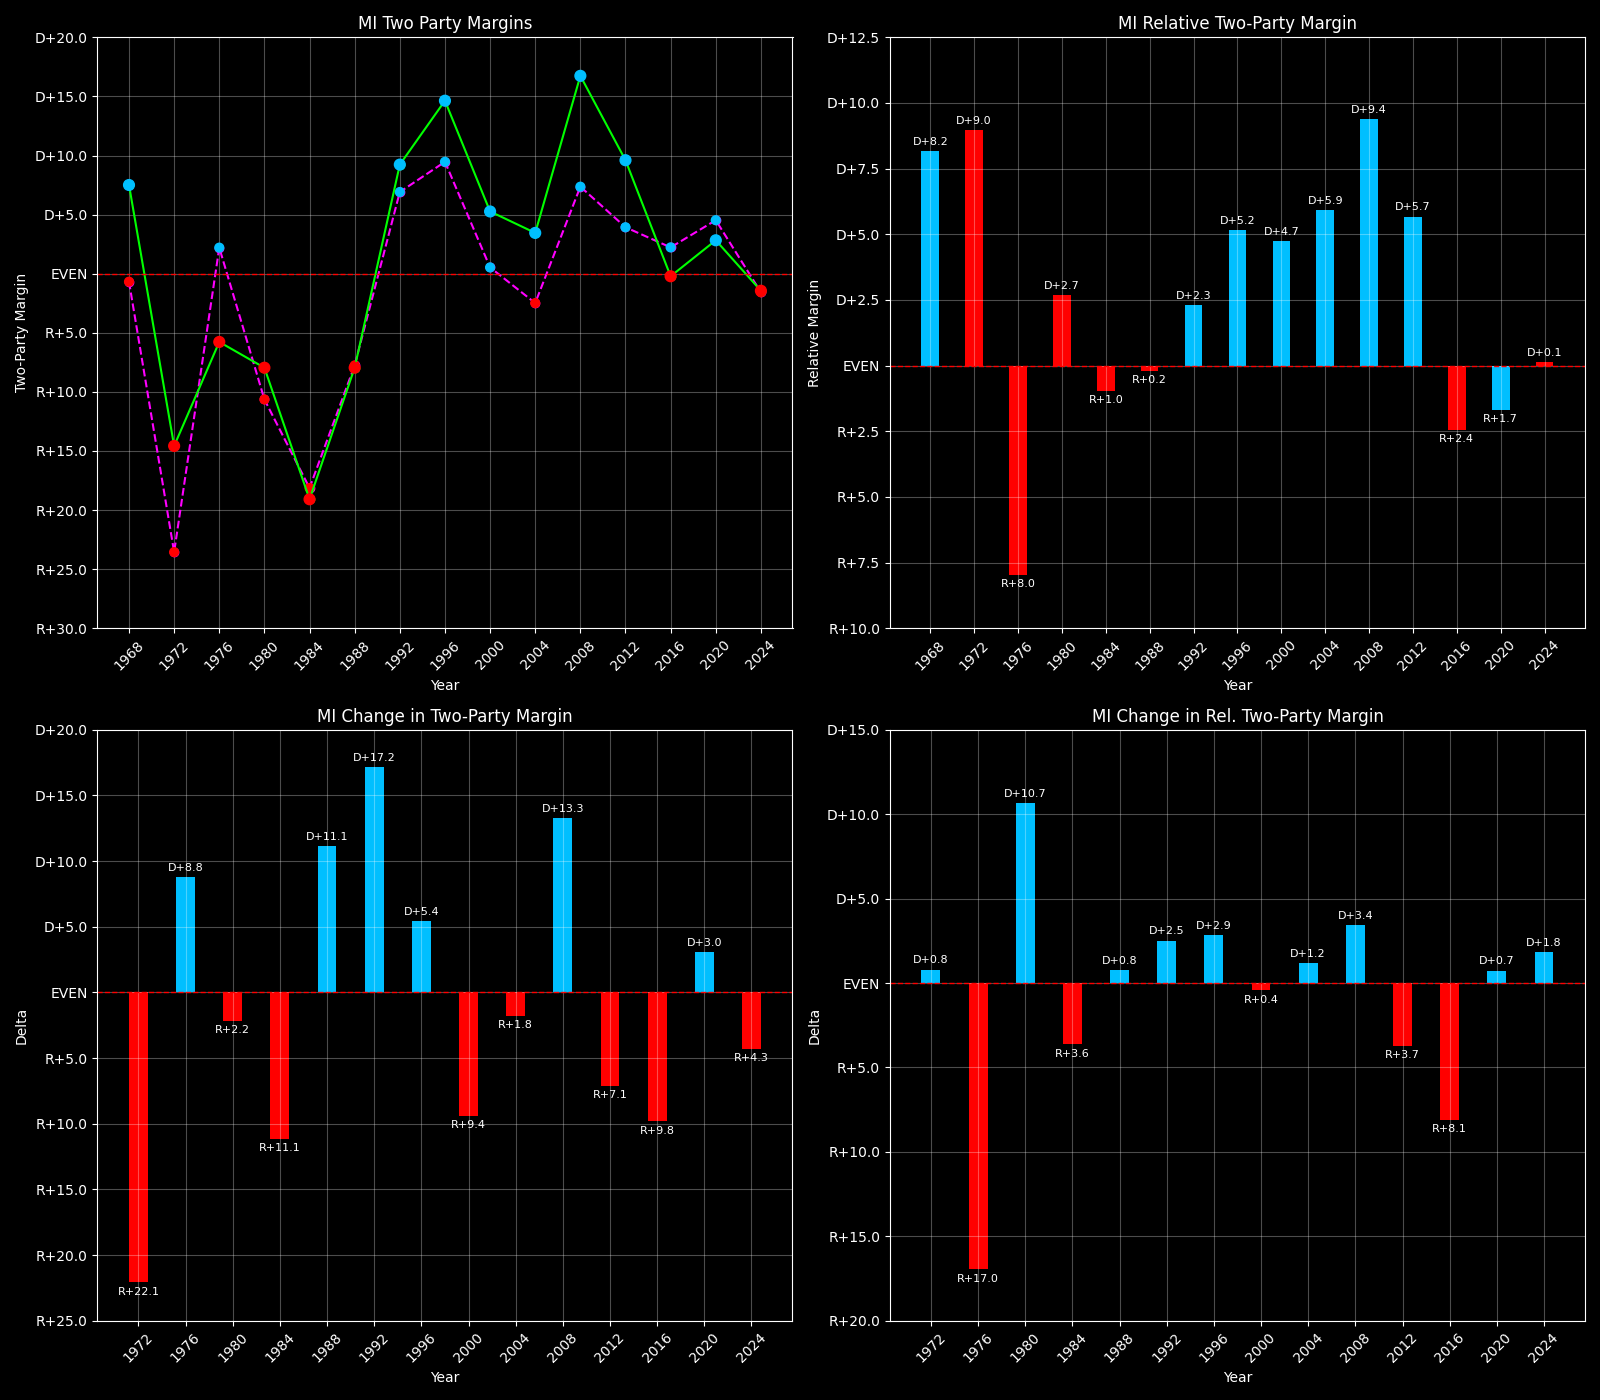 MI Two Party Margins
D+20.0
D+15.0
D+10.0
D+5.0
EVEN
R+5.0
R+10.0
R+15.0
R+20.0
R+25.0
R+30.0
Two-Party Margin
1968 1972 1976 1980 1984 1988 1992 1996 2000 2004 2008 2012 2016 2020 2024
Year
MI Relative Two-Party Margin
D+12.5
D+10.0
D+7.5
D+5.0
D+2.5
EVEN
R+2.5
R+5.0
R+7.5
R+10.0
Relative Margin
D+8.2 D+9.0 R+8.0 D+2.7 R+1.0 R+0.2 D+2.3 D+5.2 D+4.7 D+5.9 D+9.4 D+5.7 R+2.4 R+1.7 D+0.1
1968 1972 1976 1980 1984 1988 1992 1996 2000 2004 2008 2012 2016 2020 2024
Year
MI Change in Two-Party Margin
D+20.0
D+15.0
D+10.0
D+5.0
EVEN
R+5.0
R+10.0
R+15.0
R+20.0
R+25.0
Delta
R+22.1 D+8.8 R+2.2 R+11.1 D+11.1 D+17.2 D+5.4 R+9.4 R+1.8 D+13.3 R+7.1 R+9.8 D+3.0 R+4.3
1972 1976 1980 1984 1988 1992 1996 2000 2004 2008 2012 2016 2020 2024
Year
MI Change in Rel. Two-Party Margin
D+15.0
D+10.0
D+5.0
EVEN
R+5.0
R+10.0
R+15.0
R+20.0
Delta
D+0.8 R+17.0 D+10.7 R+3.6 D+0.8 D+2.5 D+2.9 R+0.4 D+1.2 D+3.4 R+3.7 R+8.1 D+0.7 D+1.8
1972 1976 1980 1984 1988 1992 1996 2000 2004 2008 2012 2016 2020 2024
Year